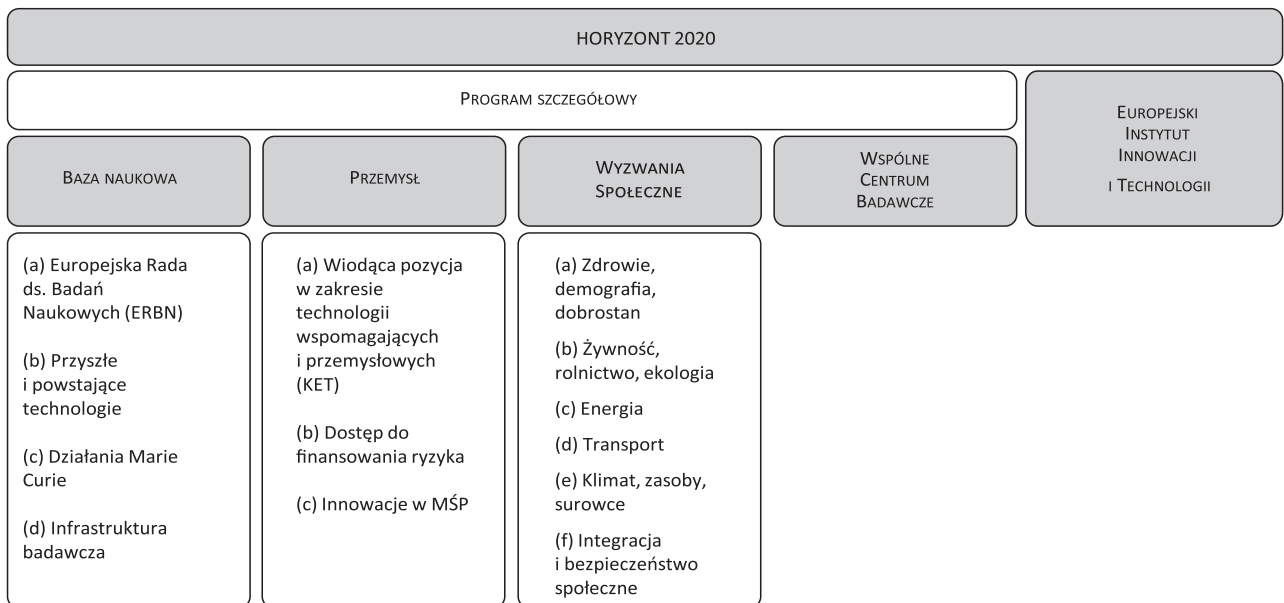 HORYZONT 2020
PROGRAM SZCZEGÓŁOWY
EUROPEJSKI
INSTYTUT
INNOWACJI
I TECHNOLOGII
BAZA NAUKOWA
PRZEMYSŁ
WYZWANIA
SPOŁECZNE
WSPÓLNE
CENTRUM
BADAWCZE
(a) Europejska Rada
ds. Badań
Naukowych (ERBN)
(b) Przyszłe
i powstające
technologie
(c) Działania Marie
Curie
(d) Infrastruktura
badawcza
(a) Wiodąca pozycja
w zakresie
technologii
wspomagających
i przemysłowych
(KET)
(b) Dostęp do
finansowania ryzyka
(c) Innowacje w MŚP
(a) Zdrowie,
demografia,
dobrostan
(b) Żywność,
rolnictwo, ekologia
(c) Energia
(d) Transport
(e) Klimat, zasoby,
surowce
(f) Integracja
i bezpieczeństwo
społeczne